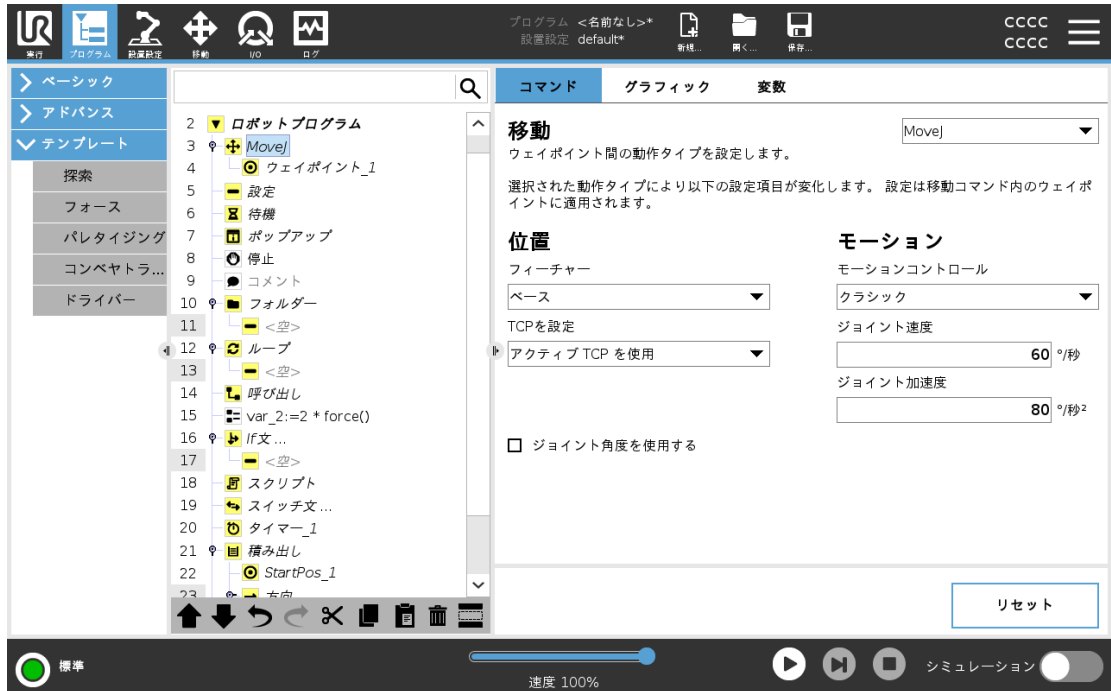 プログラム <名前なし>*
設置設定 default*
CCCC
CCCC
実行
プログラム
設置設定
移動
I/O
ログ
新規...
開く...
保存...
ベーシック
アドバンス
テンプレート
探索
フォース
パレタイジング
コンベヤトラ...
ドライバー
2 ロボットプログラム
3 MoveJ
4 ウェイポイント_1
5 設定
6 待機
7 ポップアップ
8 停止
9 コメント
10 フォルダー
11 <空>
12 ループ
13 <空>
14 呼び出し
15 var_2:=2 * force()
16 If文...
17 <空>
18 スクリプト
19 スイッチ文...
20 タイマー_1
21 積み出し
22 StartPos_1
23 方向
コマンド グラフィック 変数
移動
MoveJ
ウェイポイント間の動作タイプを設定します。
選択された動作タイプにより以下の設定項目が変化します。 設定は移動コマンド内のウェイポ
イントに適用されます。
位置
フィーチャー
ベース
TCPを設定
アクティブ TCP を使用
ジョイント角度を使用する
モーション
モーションコントロール
クラシック
ジョイント速度
60 °/秒
ジョイント加速度
80 °/秒²
リセット
標準
速度 100%
シミュレーション